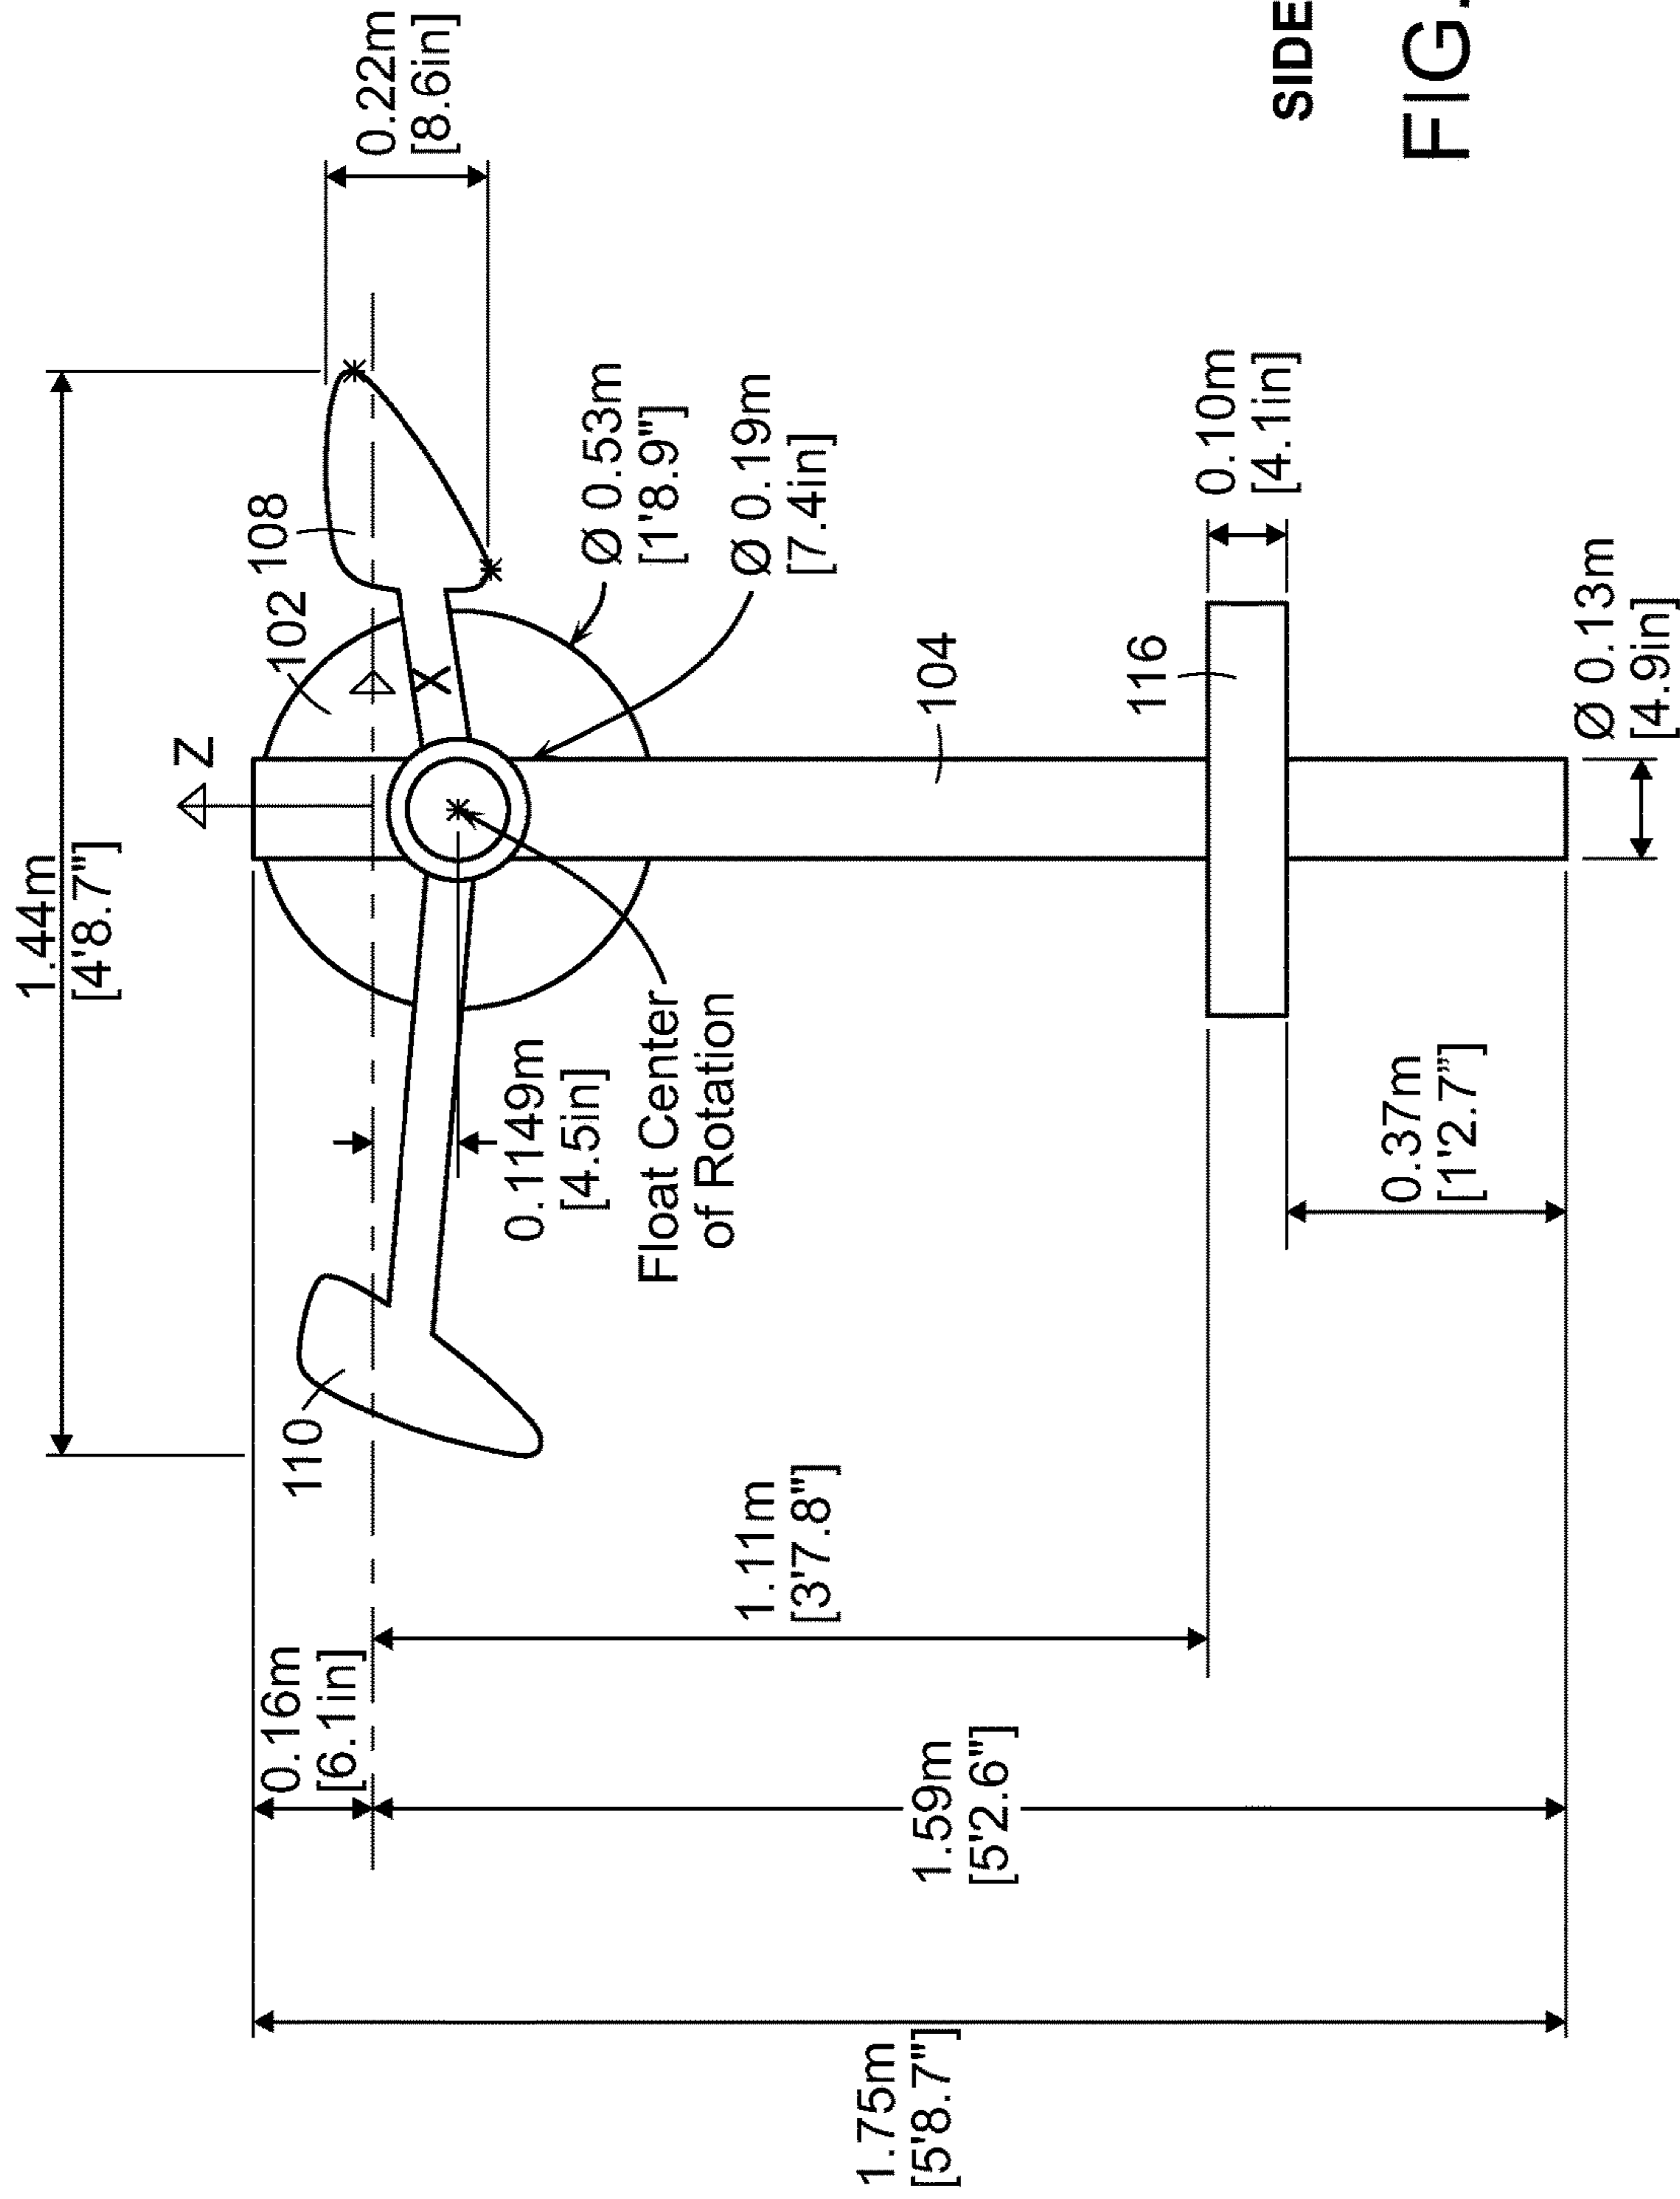 1.44m
[4'8.7"]
Z
0.22m
[8.6in]
0.16m
[6.1in]
110
102
108
X
Ø 0.53m
[1'8.9"]
Ø 0.19m
[7.4in]
0.1149m
[4.5in]
Float Center
of Rotation
1.11m
[3'7.8"]
104
116
0.10m
[4.1in]
1.75m
[5'8.7"]
1.59m
[5'2.6"]
0.37m
[1'2.7”]
Ø 0.13m
[4.9in]
SIDE
FIG.